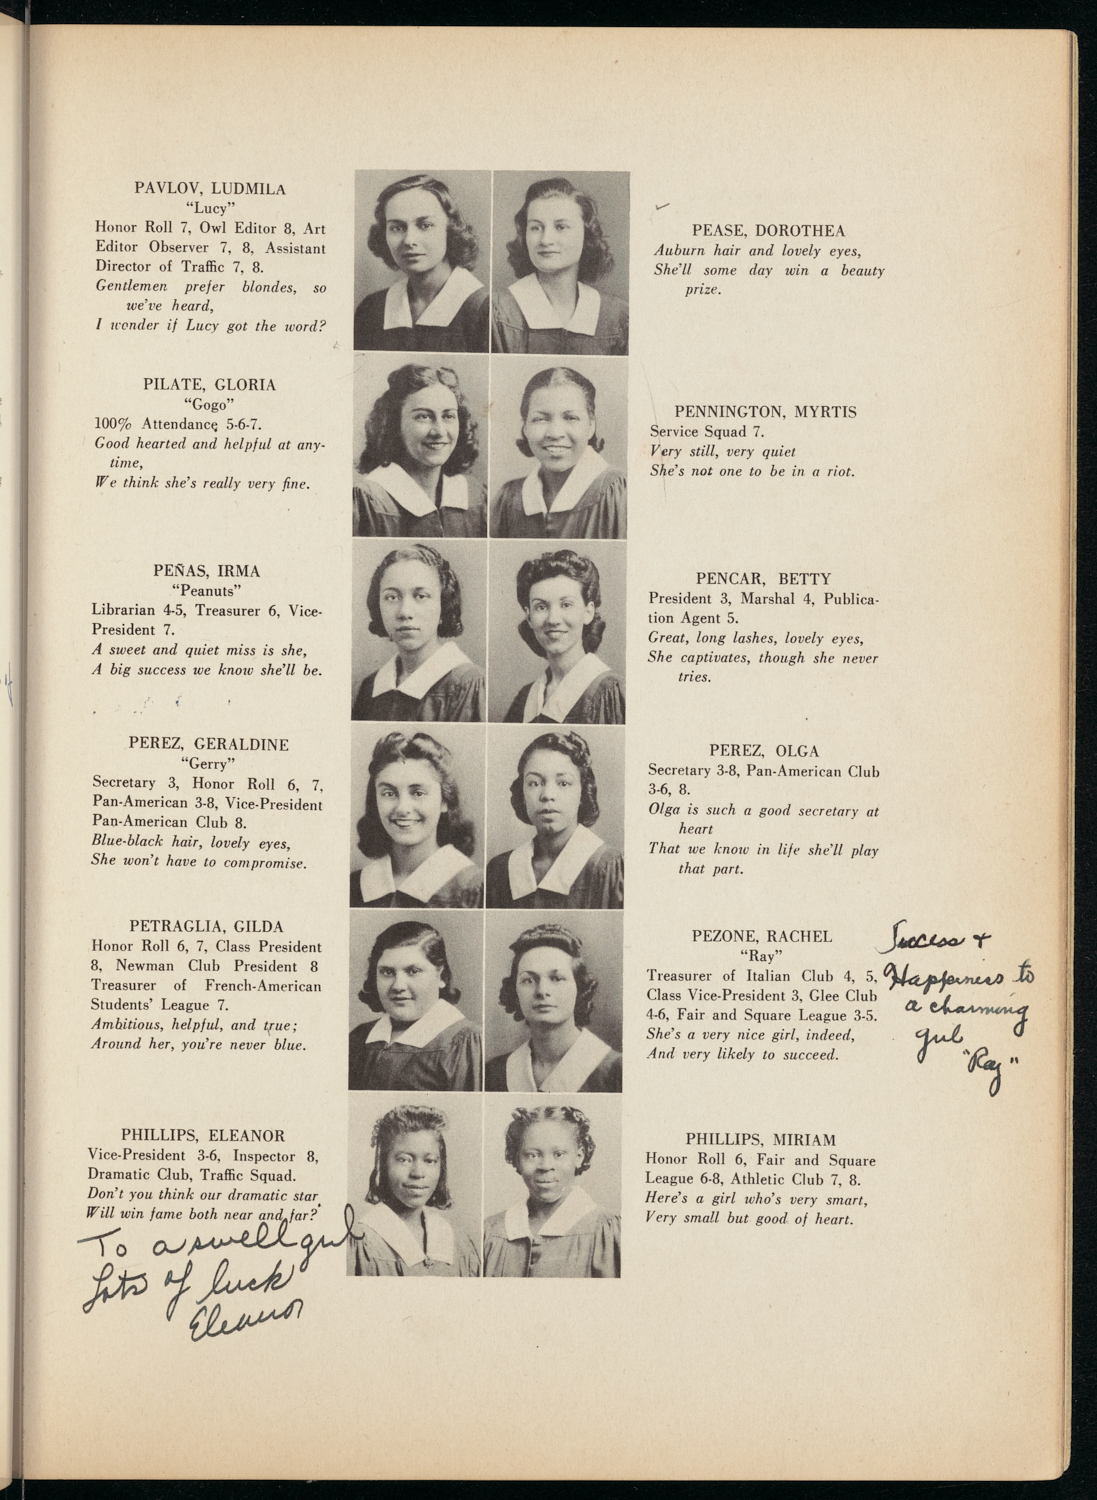 PAVLOV, LUDMILA
"Lucy"
Honor Roll 7, Owl Editor 8, Art
Editor Observer 7, 8, Assistant
Director of Traffic 7, 8.
Gentlemen prefer blondes, so
we've heard,
I wonder if Lucy got the word?
PEASE, DOROTHEA
Auburn hair and lovely eyes,
She'll some day win a beauty
prize.
PILATE, GLORIA
"Gogo"
100% Attendance 5-6-7.
Good hearted and helpful at any-
time,
We think she's really very fine.
PENNINGTON, MYRTIS
Service Squad 7.
Very still, very quiet
She's not one to be in a riot.
PEÑAS, IRMA
"Peanuts"
Librarian 4-5, Treasurer 6, Vice-
President 7.
A sweet and quiet miss is she,
A big success we know she'll be.
PENCAR, BETTY
President 3, Marshal 4, Publica-
tion Agent 5.
Great, long lashes, lovely eyes,
She captivates, though she never
tries.
PEREZ, GERALDINE
"Gerry"
Secretary 3, Honor Roll 6, 7,
Pan-American 3-8, Vice-President
Pan-American Club 8.
Blue-black hair, lovely eyes,
She won't have to compromise.
PEREZ, OLGA
Secretary 3-8, Pan-American Club
3-6, 8.
Olga is such a good secretary at
heart
That we know in life she'll play
that part.
PETRAGLIA, GILDA
Honor Roll 6, 7, Class President
8, Newman Club President 8
Treasurer of French-American
Students' League 7.
Ambitious, helpful, and true;
Around her, you're never blue.
PEZONE, RACHEL
"Ray"
Treasurer of Italian Club 4, 5,
Class Vice-President 3, Glee Club
4-6, Fair and Square League 3-5.
She's a very nice girl, indeed,
And very likely to succeed.
Success +
Happiness to
a charming
girl
"Ray"
PHILLIPS, ELEANOR
Vice-President 3-6, Inspector 8,
Dramatic Club, Traffic Squad.
Don't you think our dramatic star
Will win fame both near and far?
To a swell girl
Lots of luck
Eleanor
PHILLIPS, MIRIAM
Honor Roll 6, Fair and Square
League 6-8, Athletic Club 7, 8.
Here's a girl who's very smart,
Very small but good of heart.